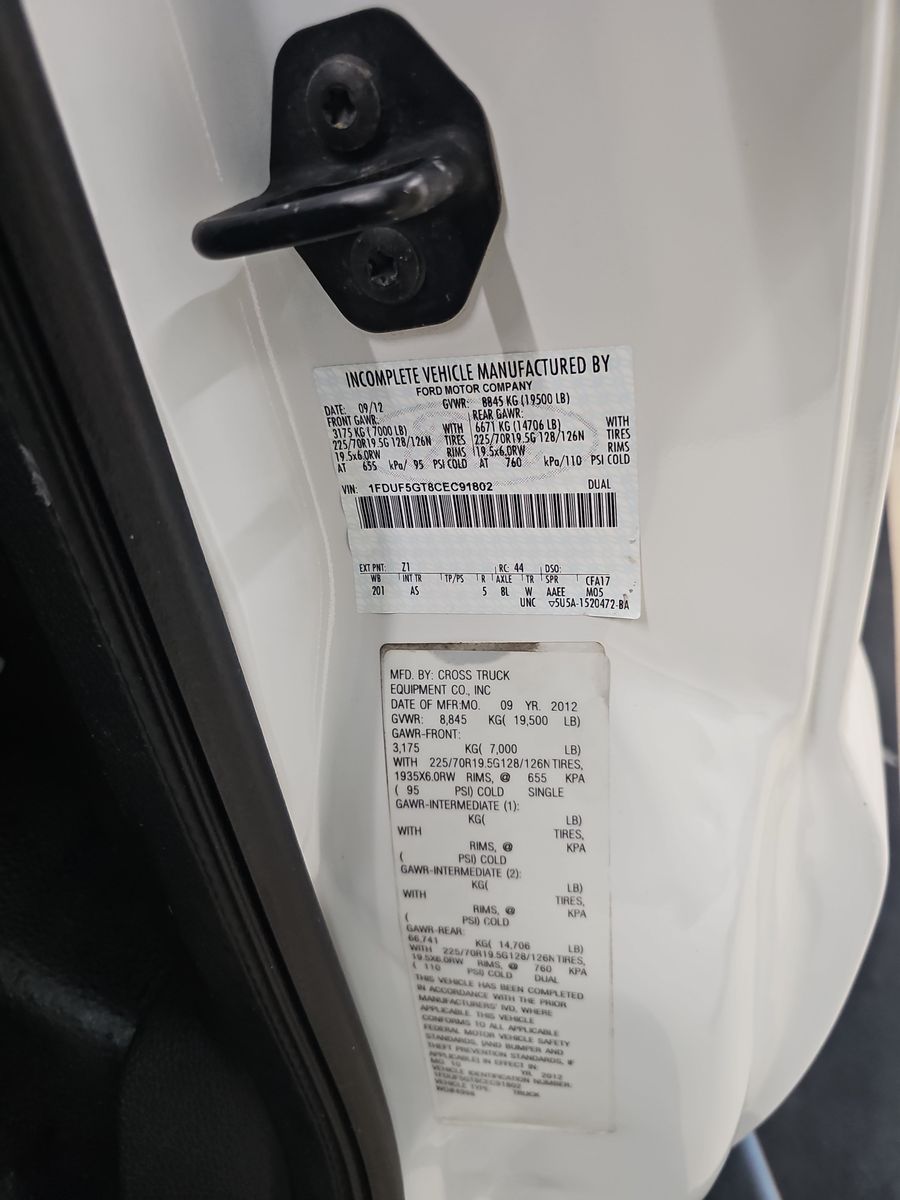 INCOMPLETE VEHICLE MANUFACTURED BY
FORD MOTOR COMPANY
DATE: 09/12 GVWR: 8845 KG (19500 LB)
FRONT GAWR: REAR GAWR:
3175 KG (7000 LB) WITH 6671 KG (14706 LB) WITH
225/70R19.5G 128/126N TIRES 225/70R19.5G 128/126N TIRES
19.5x6.0RW RIMS 19.5x6.0RW RIMS
AT 655 kPa/ 95 PSI COLD AT 760 kPa/110 PSI COLD
VIN: 1FDUF5GT8CEC91802 DUAL
EXT PNT: Z1 RC: 44 DSO:
WB INT TR TP/PS R AXLE TR SPR CFA17
201 AS 5 8L W AAEE M05
UNC ▽5U5A-1520472-BA
MFD. BY: CROSS TRUCK
EQUIPMENT CO., INC
DATE OF MFR:MO. 09 YR. 2012
GVWR: 8,845 KG( 19,500 LB)
GAWR-FRONT:
3,175 KG( 7,000 LB)
WITH 225/70R19.5G128/126N TIRES,
1935X6.0RW RIMS, @ 655 KPA
( 95 PSI) COLD SINGLE
GAWR-INTERMEDIATE (1):
KG( LB)
WITH TIRES,
RIMS, @ KPA
( PSI) COLD
GAWR-INTERMEDIATE (2):
KG( LB)
WITH TIRES,
RIMS, @ KPA
( PSI) COLD
GAWR-REAR:
66,741 KG( 14,706 LB)
WITH 225/70R19.5G128/126N TIRES,
19.5X6.0RW RIMS, @ 760 KPA
( 110 PSI) COLD DUAL
THIS VEHICLE HAS BEEN COMPLETED
IN ACCORDANCE WITH THE PRIOR
MANUFACTURERS' IVD, WHERE
APPLICABLE. THIS VEHICLE
CONFORMS TO ALL APPLICABLE
FEDERAL MOTOR VEHICLE SAFETY
STANDARDS, [AND BUMPER AND
THEFT PREVENTION STANDARDS, IF
APPLICABLE] IN EFFECT IN:
MO. 10 YR. 2012
VEHICLE IDENTIFICATION NUMBER:
1FDUF5GT8CEC91802
VEHICLE TYPE: TRUCK